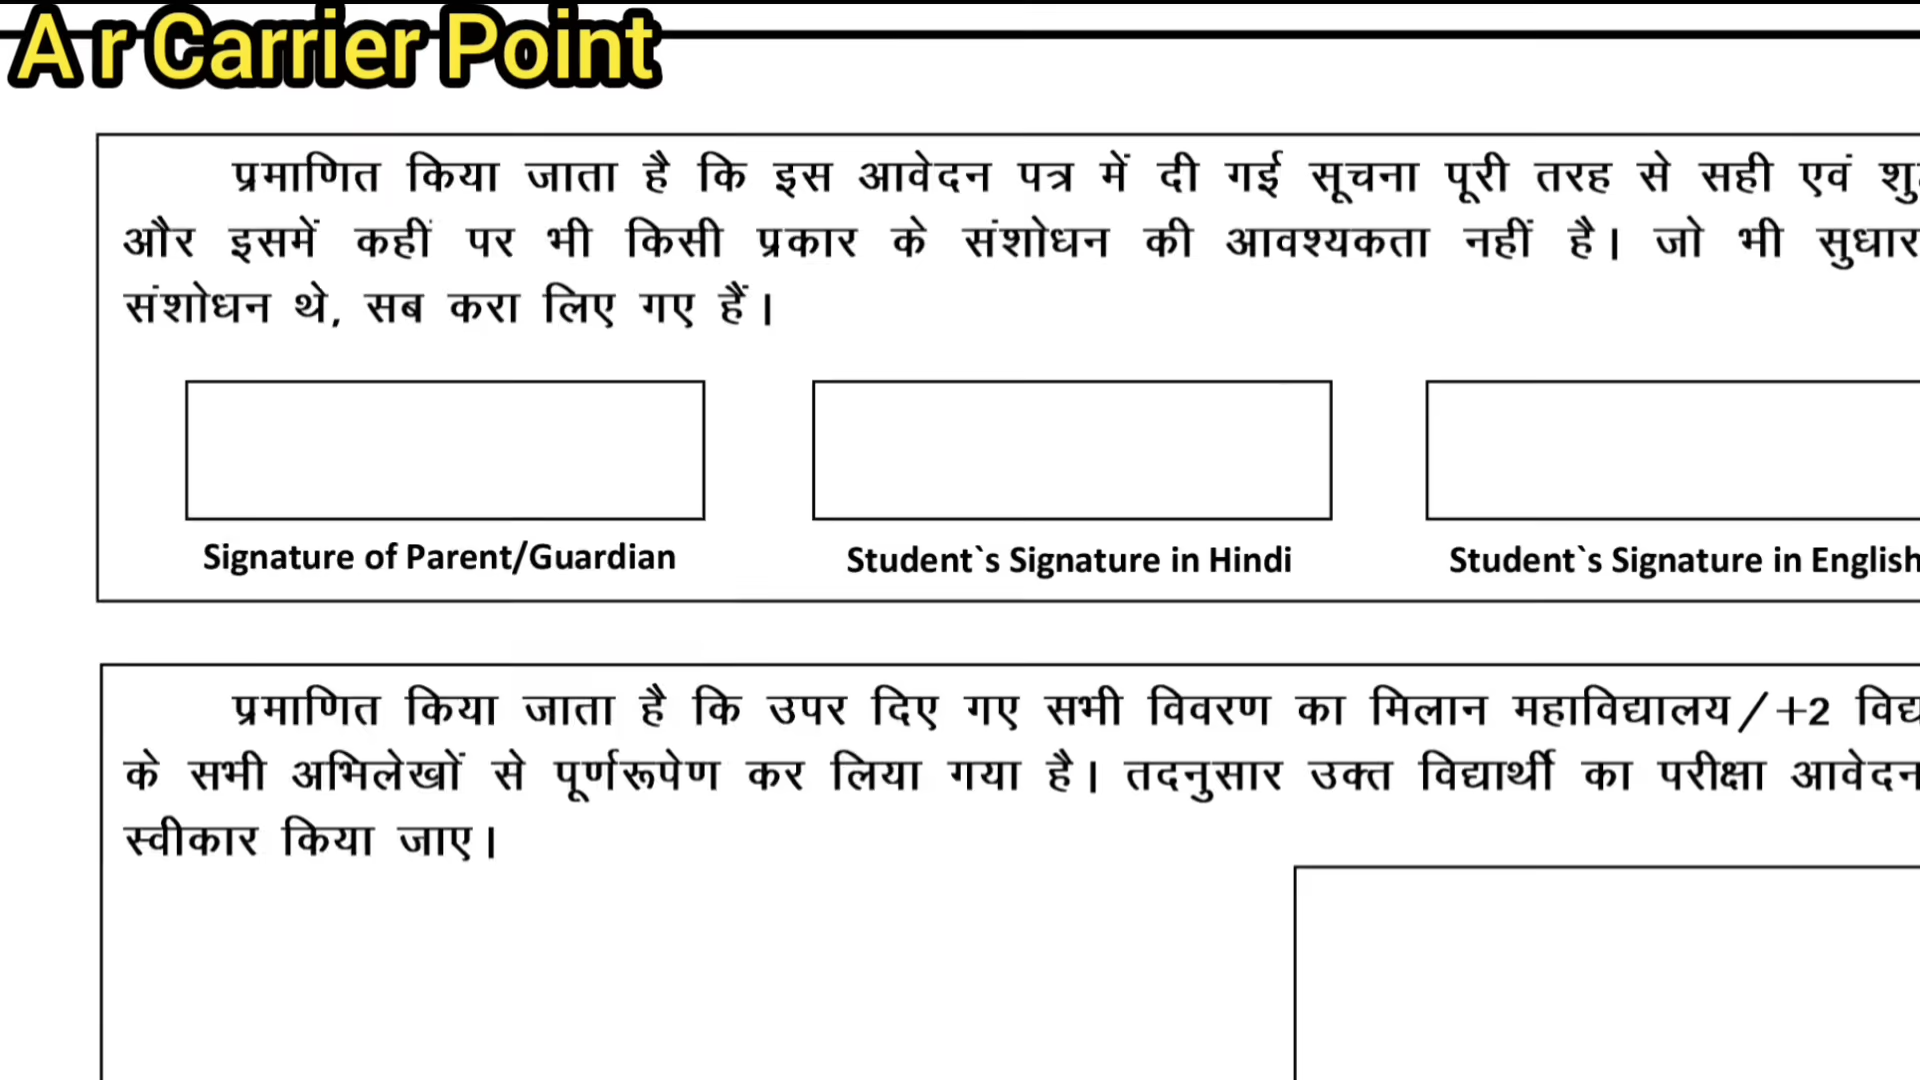 A r Carrier Point
प्रमाणित किया जाता है कि इस आवेदन पत्र में दी गई सूचना पूरी तरह से सही एवं
और इसमें कहीं पर भी किसी प्रकार के संशोधन की आवश्यकता नहीं है। जो भी सुधार
संशोधन थे, सब करा लिए गए हैं।
Signature of Parent/Guardian Student`s Signature in Hindi Student`s Signature in English
प्रमाणित किया जाता है कि उपर दिए गए सभी विवरण का मिलान महाविद्यालय/+2
के सभी अभिलेखों से पूर्णरूपेण कर लिया गया है। तदनुसार उक्त विद्यार्थी का परीक्षा आवेदन
स्वीकार किया जाए।